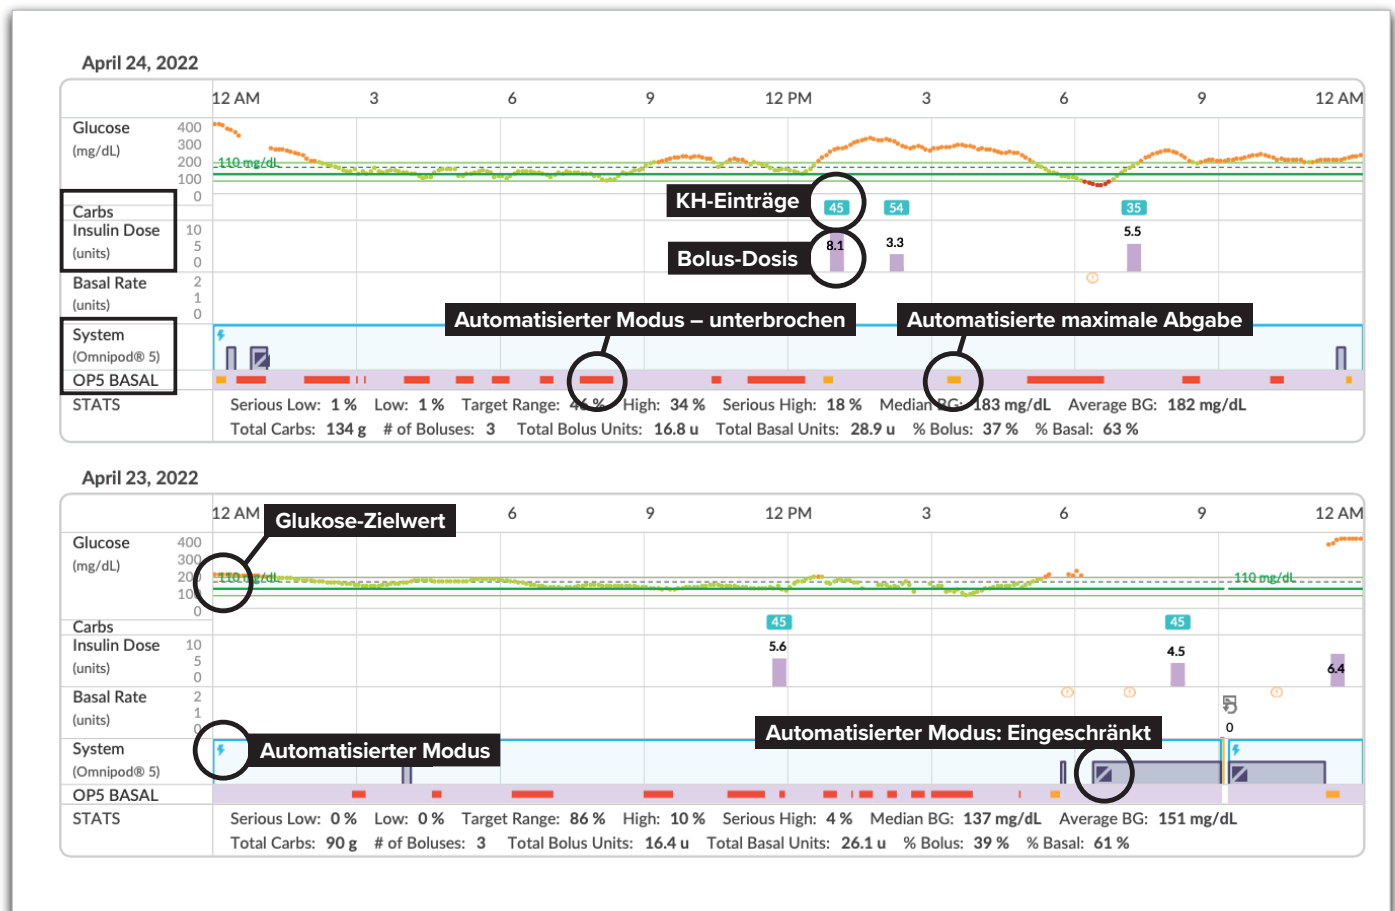 April 24, 2022
12 AM 3 6 9 12 PM 3 6 9 12 AM
Glucose
(mg/dL)
400
300
200
100
0
110 mg/dL
KH-Einträge
Carbs
45 54 35
Insulin Dose
(units)
10
5
0
8.1 3.3 5.5
Bolus-Dosis
Basal Rate
(units)
2
1
0
Automatisierter Modus – unterbrochen
Automatisierte maximale Abgabe
System
(Omnipod® 5)
OP5 BASAL
STATS
Serious Low: 1 % Low: 1 % Target Range: 46 % High: 34 % Serious High: 18 % Median BG: 183 mg/dL Average BG: 182 mg/dL
Total Carbs: 134 g # of Boluses: 3 Total Bolus Units: 16.8 u Total Basal Units: 28.9 u % Bolus: 37 % % Basal: 63 %
April 23, 2022
12 AM 6 9 12 PM 3 6 9 12 AM
Glukose-Zielwert
Glucose
(mg/dL)
400
300
200
100
0
110 mg/dL 110 mg/dL
Carbs
45 45
Insulin Dose
(units)
10
5
0
5.6 4.5 6.4
Basal Rate
(units)
2
1
0
0
Automatisierter Modus: Eingeschränkt
System
(Omnipod® 5)
Automatisierter Modus
OP5 BASAL
STATS
Serious Low: 0 % Low: 0 % Target Range: 86 % High: 10 % Serious High: 4 % Median BG: 137 mg/dL Average BG: 151 mg/dL
Total Carbs: 90 g # of Boluses: 3 Total Bolus Units: 16.4 u Total Basal Units: 26.1 u % Bolus: 39 % % Basal: 61 %